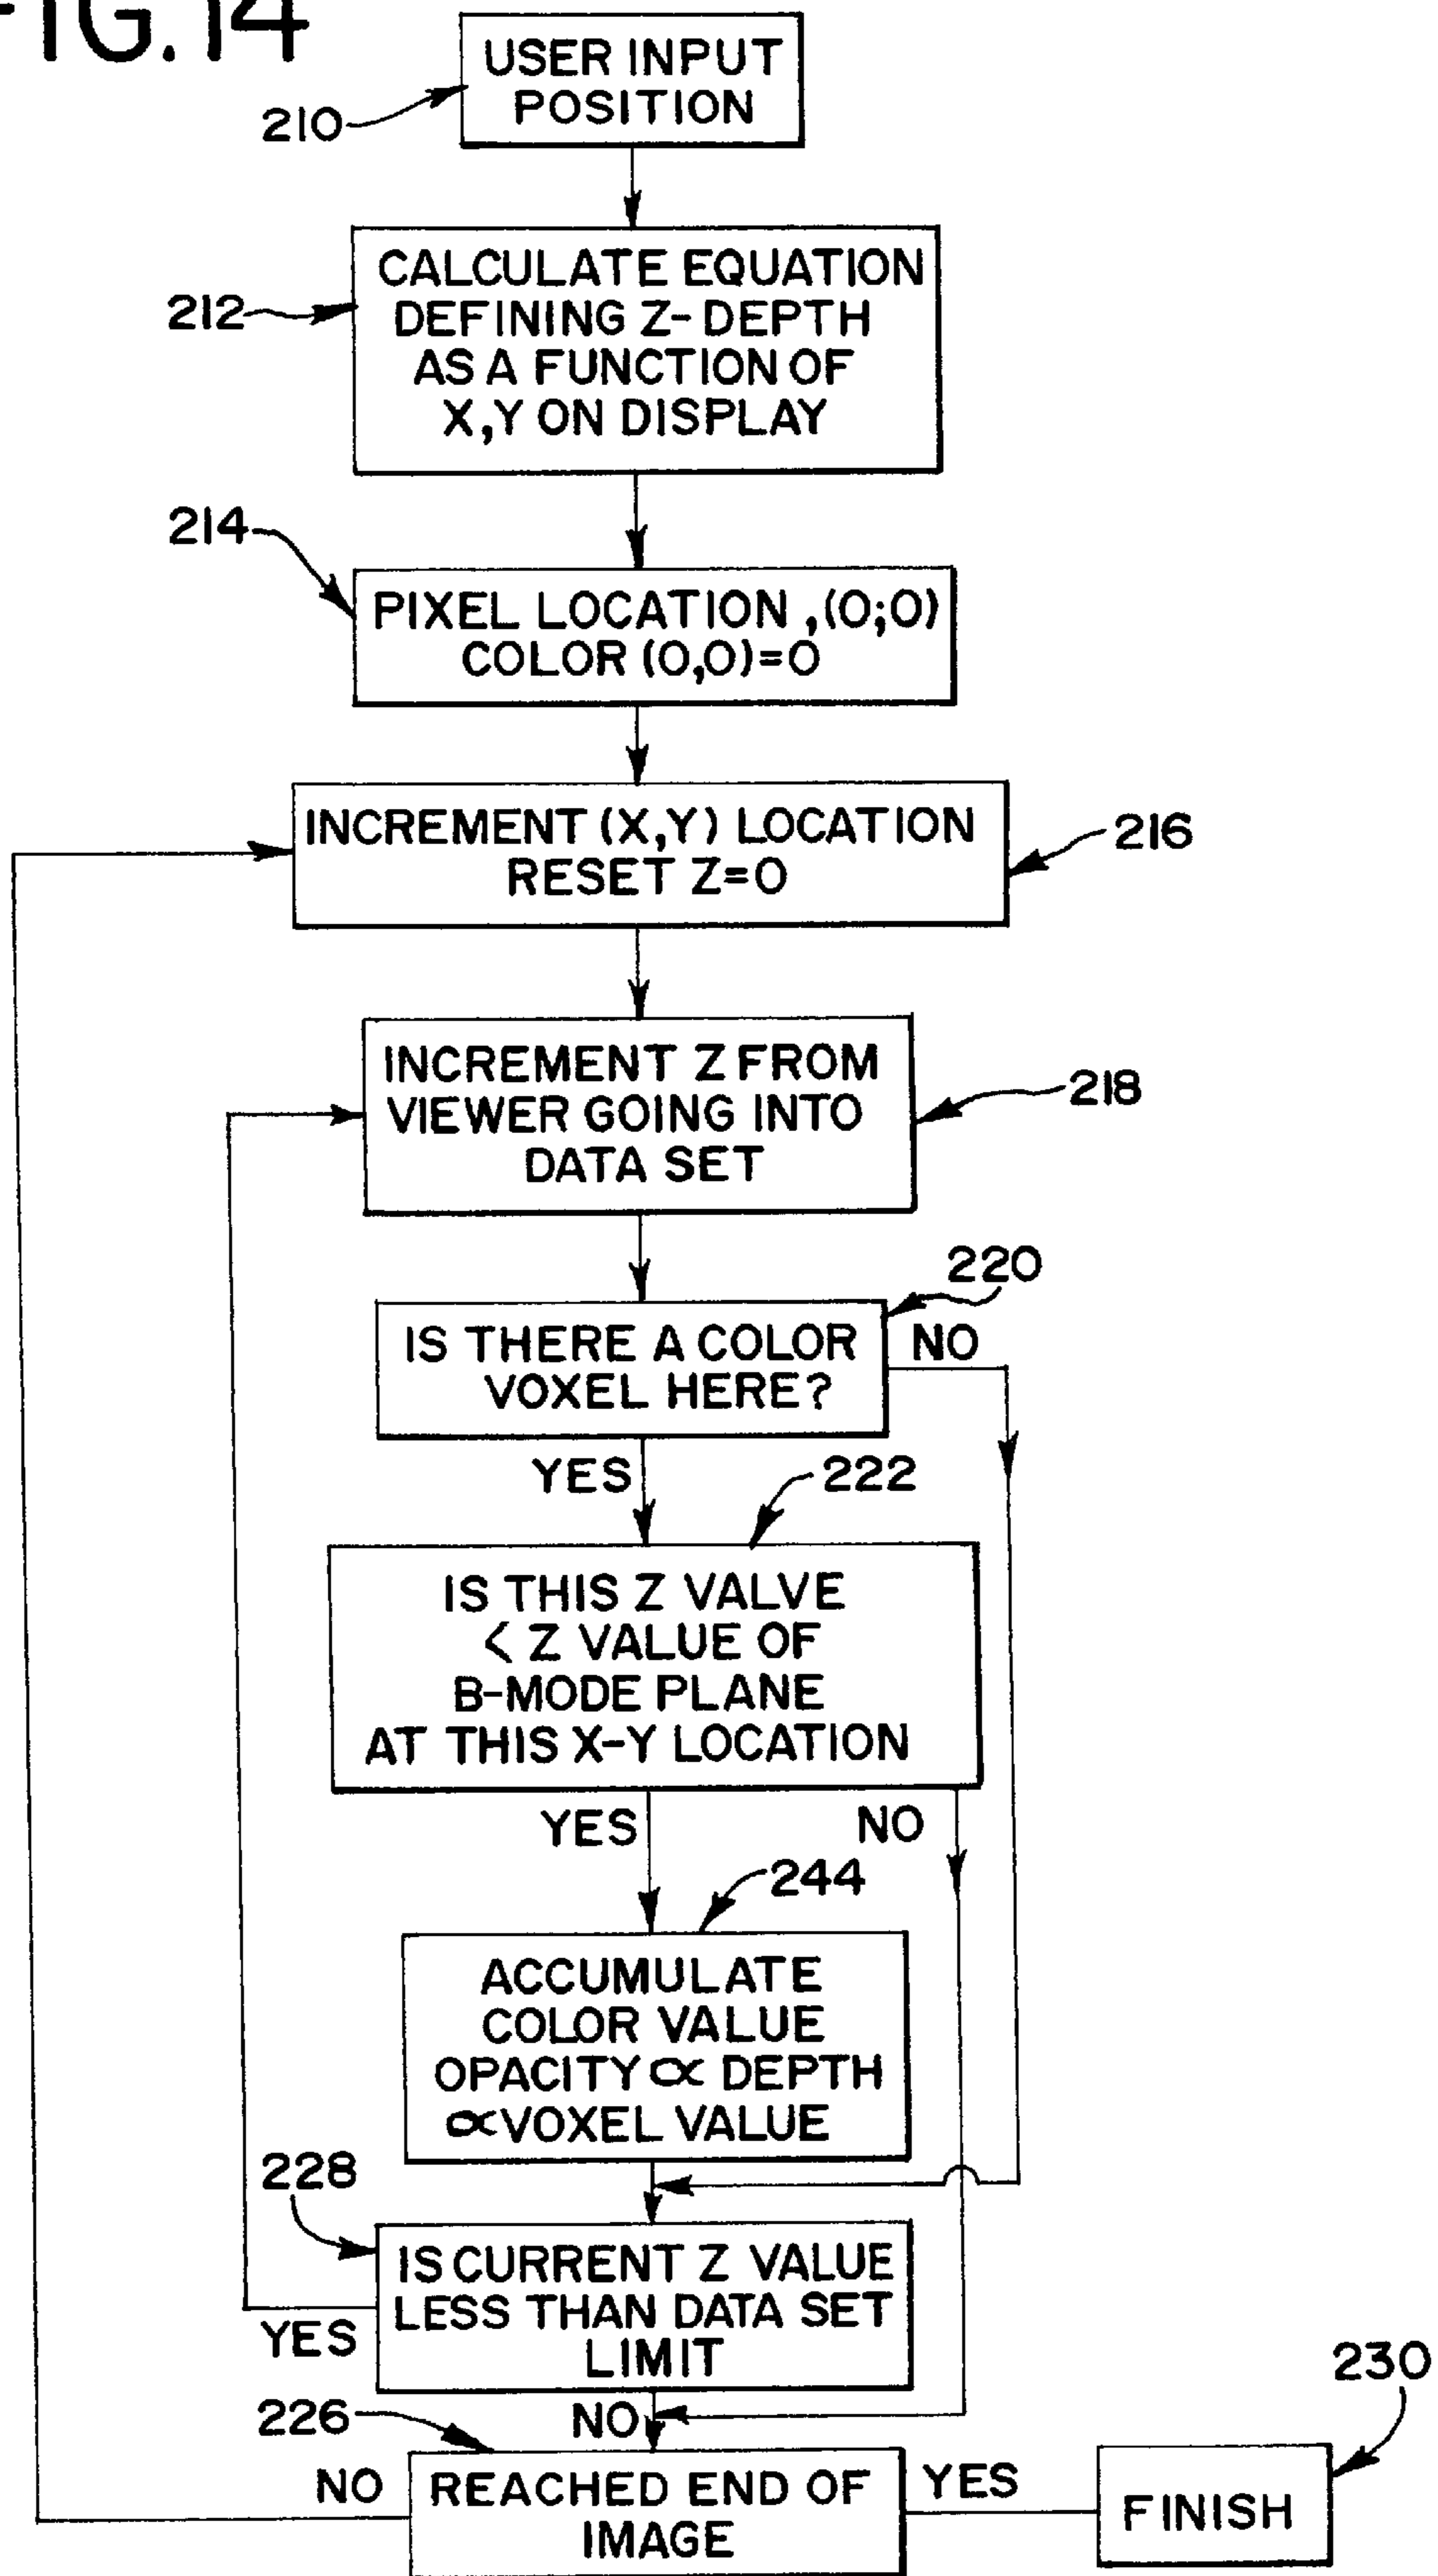 FIG. 14
USER INPUT
POSITION
210
CALCULATE EQUATION
DEFINING Z-DEPTH
AS A FUNCTION OF
X,Y ON DISPLAY
212
214
PIXEL LOCATION ,(0;0)
COLOR (0,0)=0
INCREMENT (X,Y) LOCATION
RESET Z=0
216
INCREMENT Z FROM
VIEWER GOING INTO
DATA SET
218
220
IS THERE A COLOR
VOXEL HERE?
NO
YES
222
IS THIS Z VALVE
< Z VALUE OF
B-MODE PLANE
AT THIS X-Y LOCATION
YES
NO
244
ACCUMULATE
COLOR VALUE
OPACITY ∝ DEPTH
∝ VOXEL VALUE
228
IS CURRENT Z VALUE
LESS THAN DATA SET
LIMIT
YES
NO
226
230
NO
REACHED END OF
IMAGE
YES
FINISH